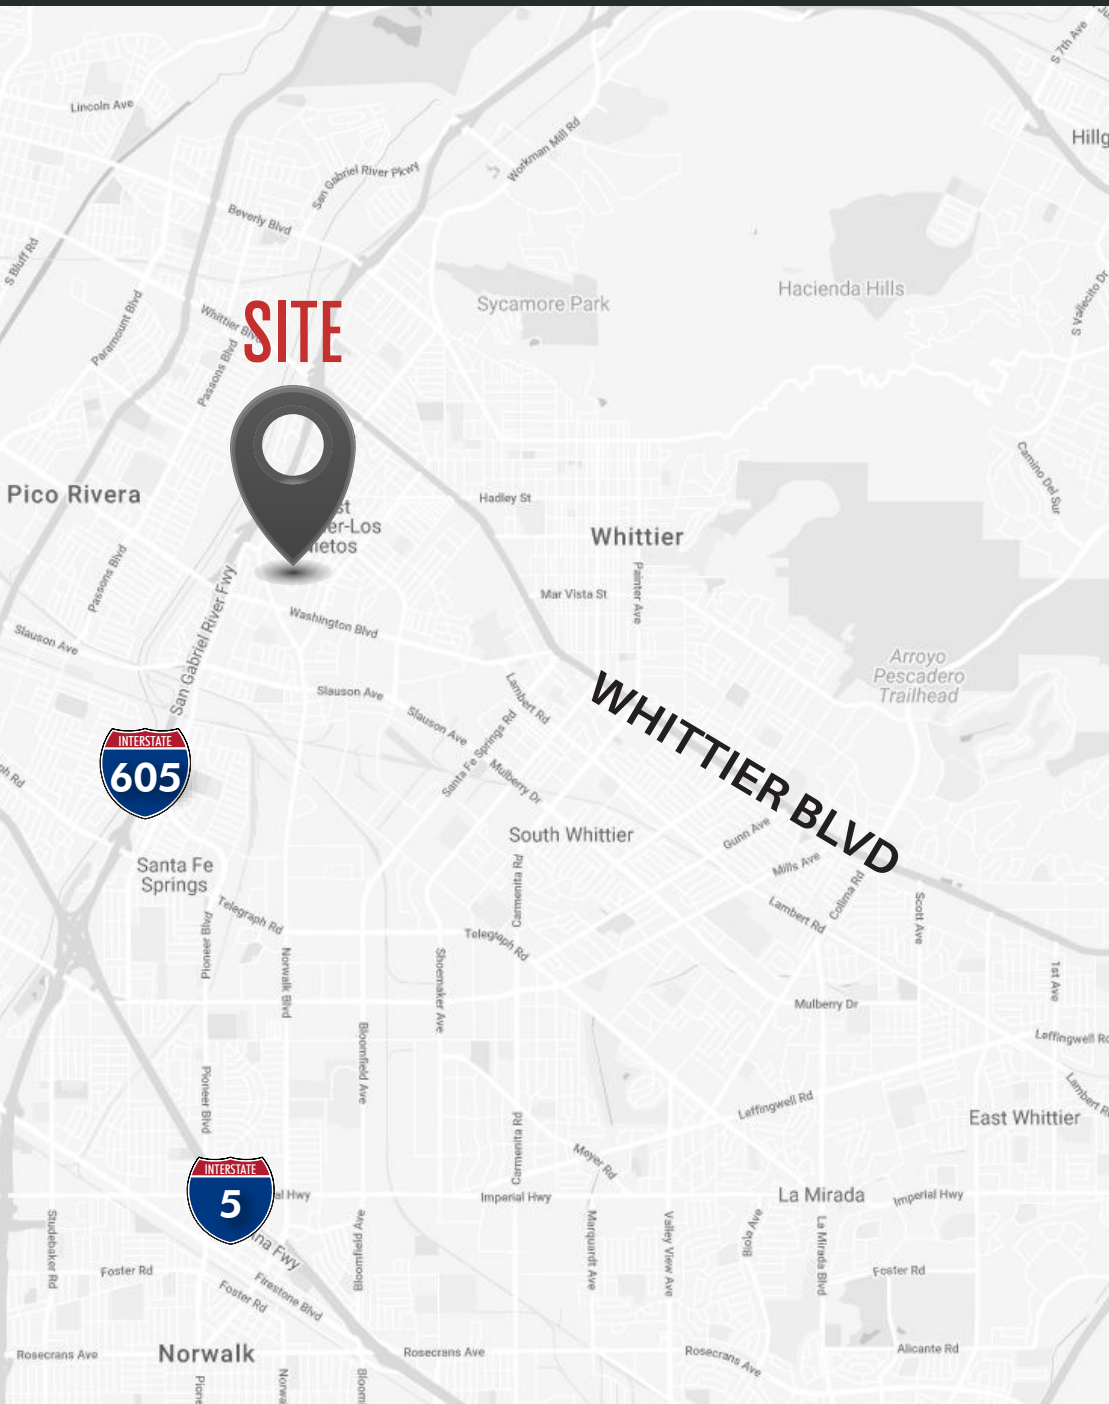 S 7th Ave
Lincoln Ave
Workman Mill Rd
San Gabriel River Pkwy
Beverly Blvd
S Bluff Rd
Hacienda Hills
Sycamore Park
S Vallecito Dr
Paramount Blvd
Whittier
SITE
Passons Blvd
Camino Del Sur
Pico Rivera
Hadley St
Whittier
Passons Blvd
San Gabriel River Fwy
Mar Vista St
Painter Ave
Washington Blvd
Slauson Ave
Arroyo
Pescadero
Trailhead
Slauson Ave
Lambert Rd
Slauson Ave
Santa Fe Springs Rd
Mulberry Dr
WHITTIER BLVD
INTERSTATE
605
South Whittier
Gunn Ave
Mills Ave
Colima Rd
Lambert Rd
Scott Ave
Santa Fe
Springs
Carmenita Rd
Telegraph Rd
Telegraph Rd
Pioneer Blvd
Norwalk Blvd
Shoemaker Ave
1st Ave
Mulberry Dr
Leffingwell Rd
Bloomfield Ave
Pioneer Blvd
Leffingwell Rd
Lambert Rd
East Whittier
Carmenita Rd
Meyer Rd
INTERSTATE
5
al Hwy
Imperial Hwy
La Mirada
Imperial Hwy
Studebaker Rd
Bloomfield Ave
Marquardt Ave
Valley View Ave
Biola Ave
La Mirada Blvd
Ana Fwy
Foster Rd
Foster Rd
Firestone Blvd
Foster Rd
Rosecrans Ave
Norwalk
Rosecrans Ave
Rosecrans Ave
Alicante Rd